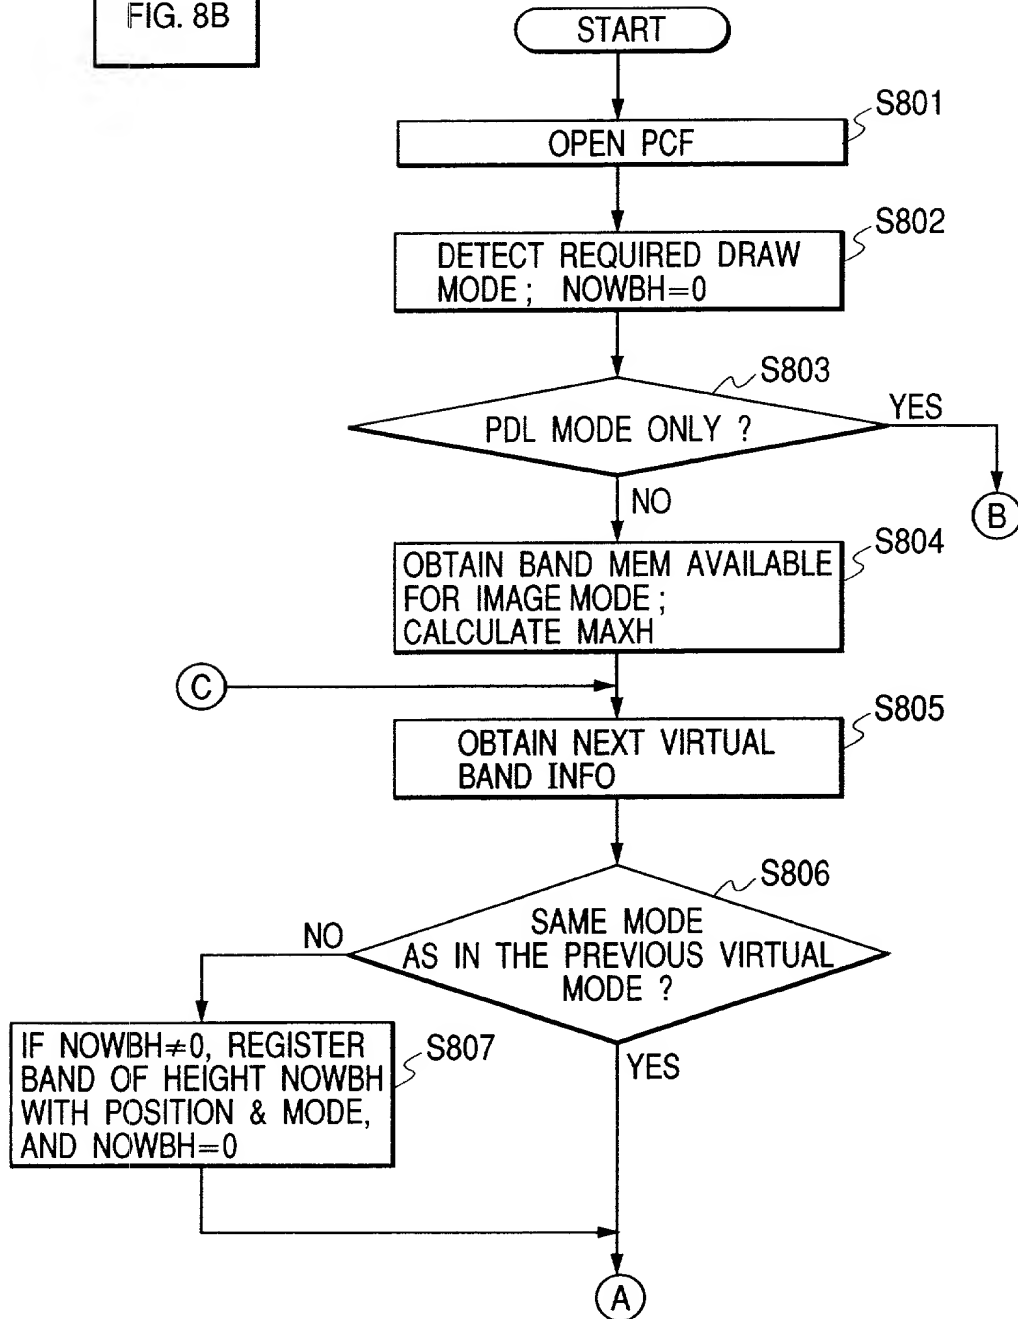 FIG. 8B
START
S801
OPEN PCF
S802
DETECT REQUIRED DRAW
MODE; NOWBH=0
S803
PDL MODE ONLY ?
YES
NO
B
S804
OBTAIN BAND MEM AVAILABLE
FOR IMAGE MODE;
CALCULATE MAXH
C
S805
OBTAIN NEXT VIRTUAL
BAND INFO
S806
SAME MODE
AS IN THE PREVIOUS VIRTUAL
MODE ?
NO
S807
IF NOWBH≠0, REGISTER
BAND OF HEIGHT NOWBH
WITH POSITION & MODE,
AND NOWBH=0
YES
A